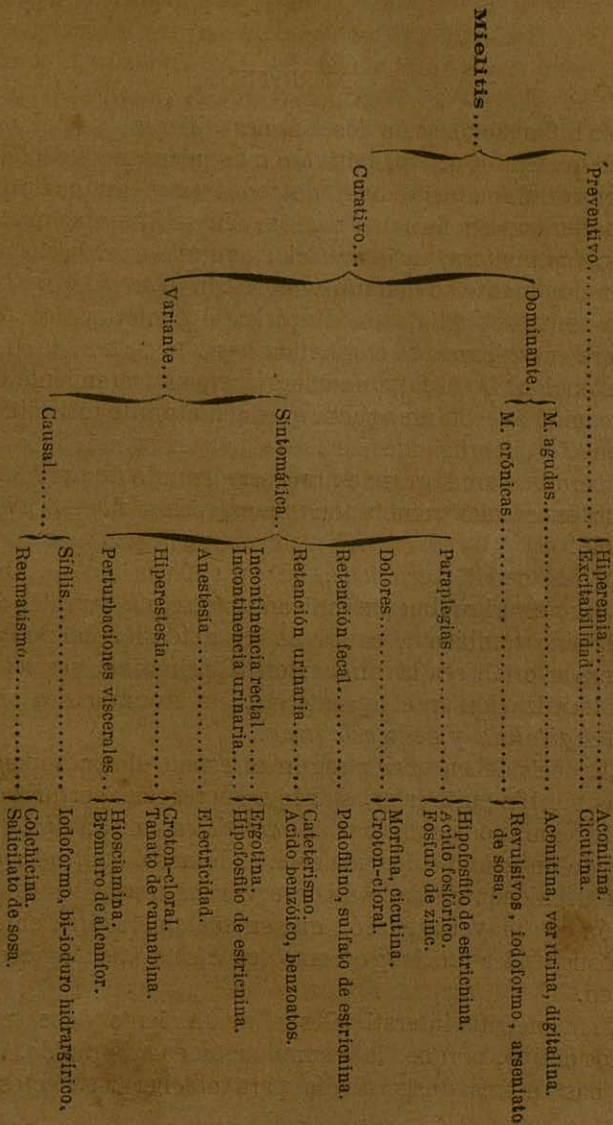 Mielitis....
Preventivo........................
Hiperemia........ Aconitina.
Excitabilidad.... Cicutina.
Curativo...
Dominante.
M. agudas........................ Aconitina, veratrina, digitalina.
M. crónicas........................ Revulsivos, iodoformo, arseniato
de sosa.
Variante...
Sintomática..
Paraplegias............ Hipofosfito de estricnina.
Acido fosfórico.
Fosfuro de zinc.
Dolores............... Morfina, cicutina.
Croton-cloral.
Retención fecal......... Podofilino, sulfato de estricnina.
Retención urinaria...... Cateterismo.
Acido benzóico, benzoatos.
Incontinencia rectal...... Ergotina.
Incontinencia urinaria.... Hipofosfito de estricnina.
Anestesia............ Electricidad.
Hiperestesia........... Croton-cloral.
Tanato de cannabina.
Perturbaciones viscerales.. Hiosciamina.
Bromuro de alcanfor.
Causal.......
Sífilis................ Iodoformo, bi-ioduro hidrargírico.
Reumatismo............ Colchicina.
Salicilato de sosa.